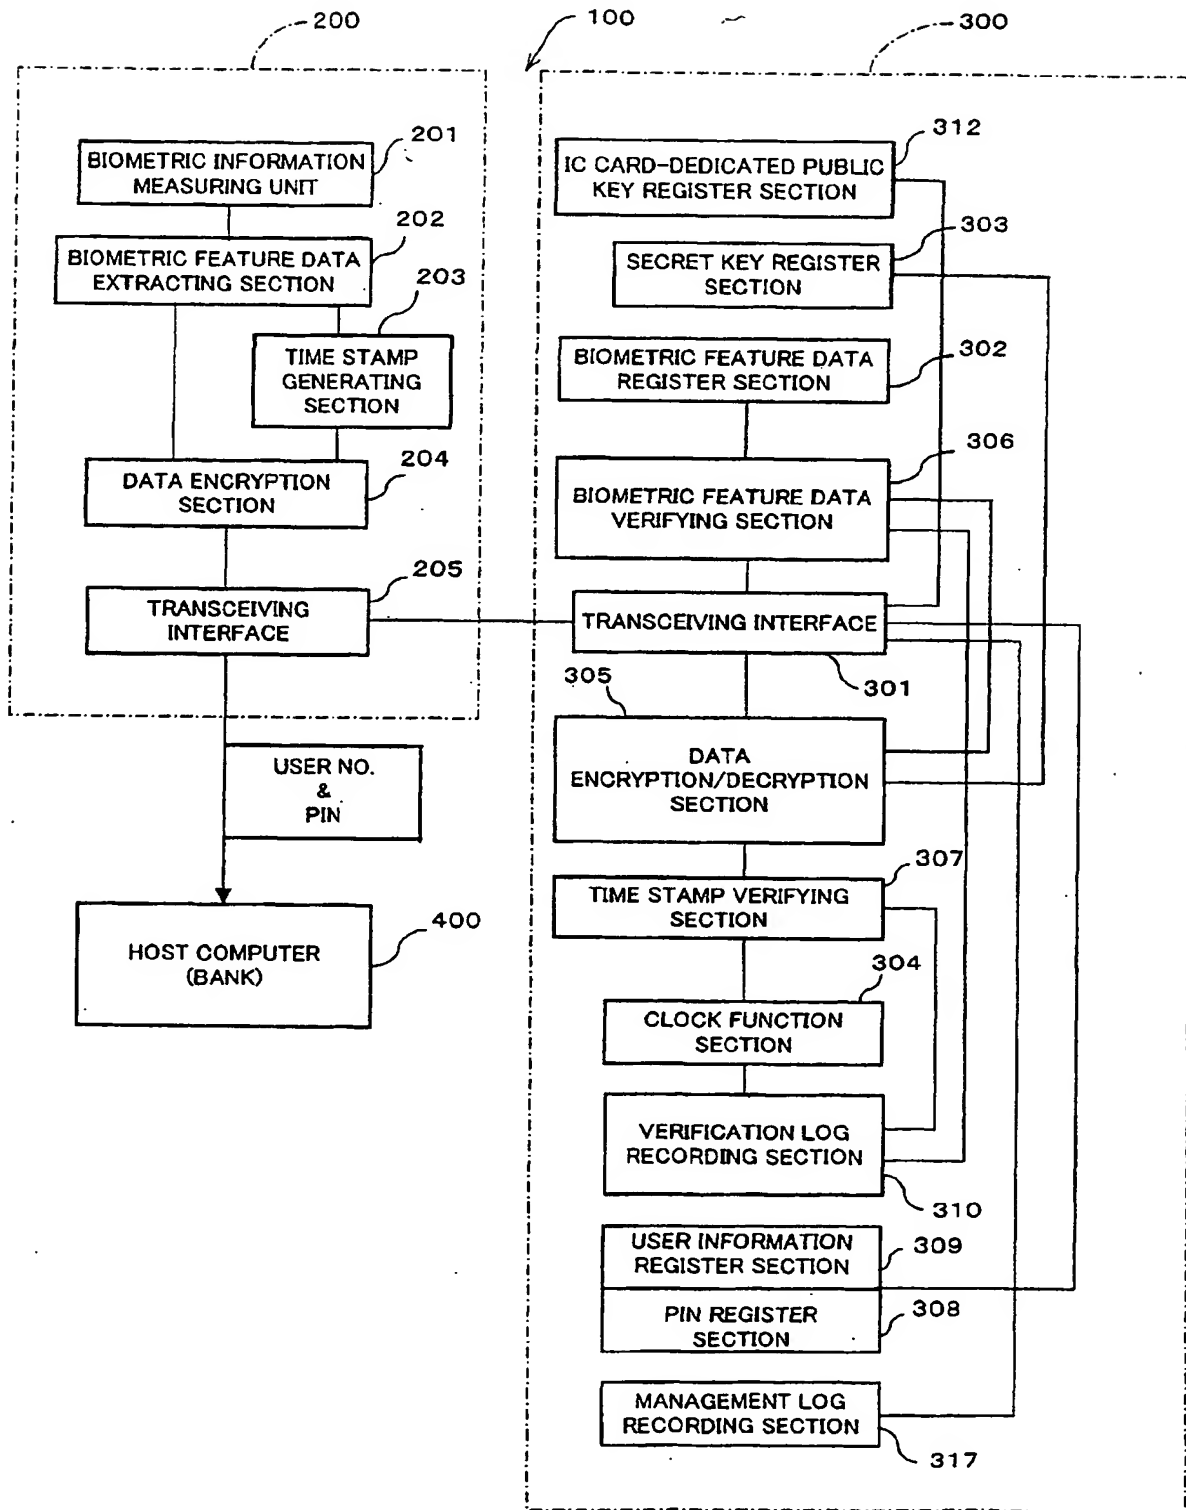 200
100
300
201
BIOMETRIC INFORMATION
MEASURING UNIT
202
BIOMETRIC FEATURE DATA
EXTRACTING SECTION
203
TIME STAMP
GENERATING
SECTION
204
DATA ENCRYPTION
SECTION
205
TRANSCEIVING
INTERFACE
USER NO.
&
PIN
400
HOST COMPUTER
(BANK)
312
IC CARD-DEDICATED PUBLIC
KEY REGISTER SECTION
303
SECRET KEY REGISTER
SECTION
302
BIOMETRIC FEATURE DATA
REGISTER SECTION
306
BIOMETRIC FEATURE DATA
VERIFYING SECTION
TRANSCEIVING INTERFACE
301
305
DATA
ENCRYPTION/DECRYPTION
SECTION
307
TIME STAMP VERIFYING
SECTION
304
CLOCK FUNCTION
SECTION
VERIFICATION LOG
RECORDING SECTION
310
USER INFORMATION
REGISTER SECTION
309
PIN REGISTER
SECTION
308
MANAGEMENT LOG
RECORDING SECTION
317